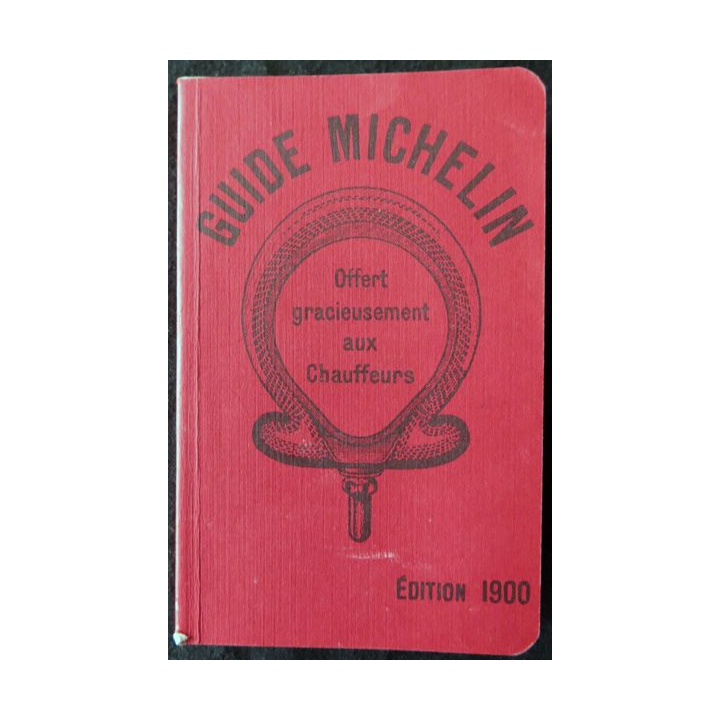 GUIDE MICHELIN
Offert
gracieusement
aux
Chauffeurs
ÉDITION 1900